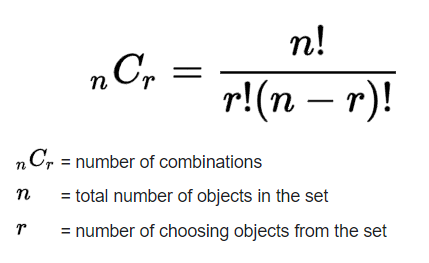 nCr = n! / r!(n − r)!
nCr = number of combinations
n = total number of objects in the set
r = number of choosing objects from the set